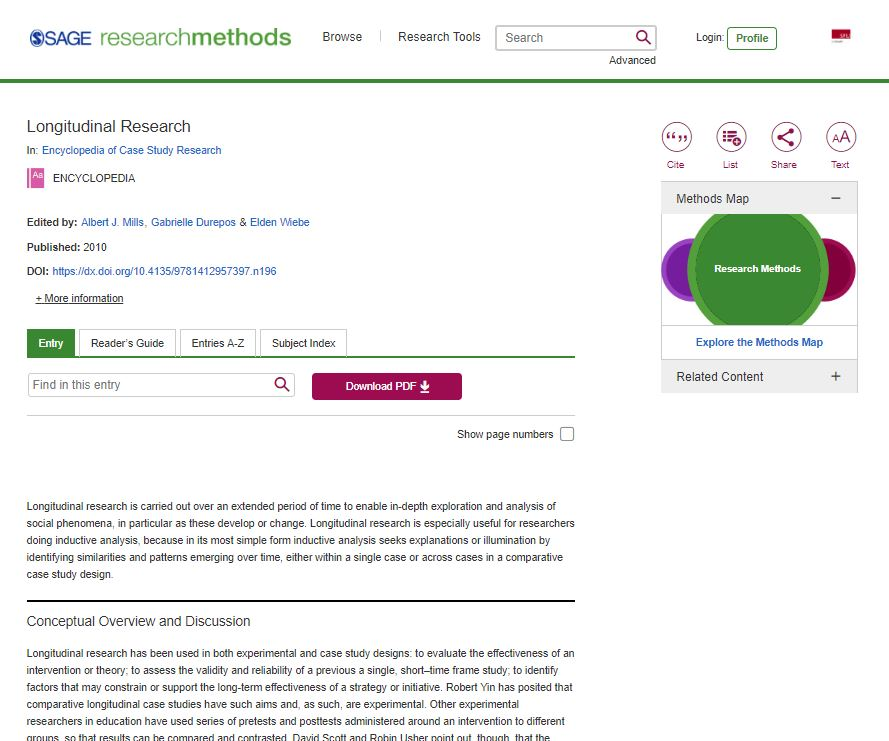 SAGE researchmethods
Browse
Research Tools
Search
Advanced
Login:
Profile
Longitudinal Research
In: Encyclopedia of Case Study Research
Aa
ENCYCLOPEDIA
Edited by: Albert J. Mills, Gabrielle Durepos & Elden Wiebe
Published: 2010
DOI: https://dx.doi.org/10.4135/9781412957397.n196
+ More information
Entry
Reader's Guide
Entries A-Z
Subject Index
Find in this entry
Download PDF
Show page numbers
Longitudinal research is carried out over an extended period of time to enable in-depth exploration and analysis of
social phenomena, in particular as these develop or change. Longitudinal research is especially useful for researchers
doing inductive analysis, because in its most simple form inductive analysis seeks explanations or illumination by
identifying similarities and patterns emerging over time, either within a single case or across cases in a comparative
case study design.
Conceptual Overview and Discussion
Longitudinal research has been used in both experimental and case study designs: to evaluate the effectiveness of an
intervention or theory; to assess the validity and reliability of a previous a single, short–time frame study; to identify
factors that may constrain or support the long-term effectiveness of a strategy or initiative. Robert Yin has posited that
comparative longitudinal case studies have such aims and, as such, are experimental. Other experimental
researchers in education have used series of pretests and posttests administered around an intervention to different
groups, so that results can be compared and contrasted. David Scott and Robin Usher point out, though, that the
Cite
List
Share
AA
Text
Methods Map
Research Methods
Explore the Methods Map
Related Content